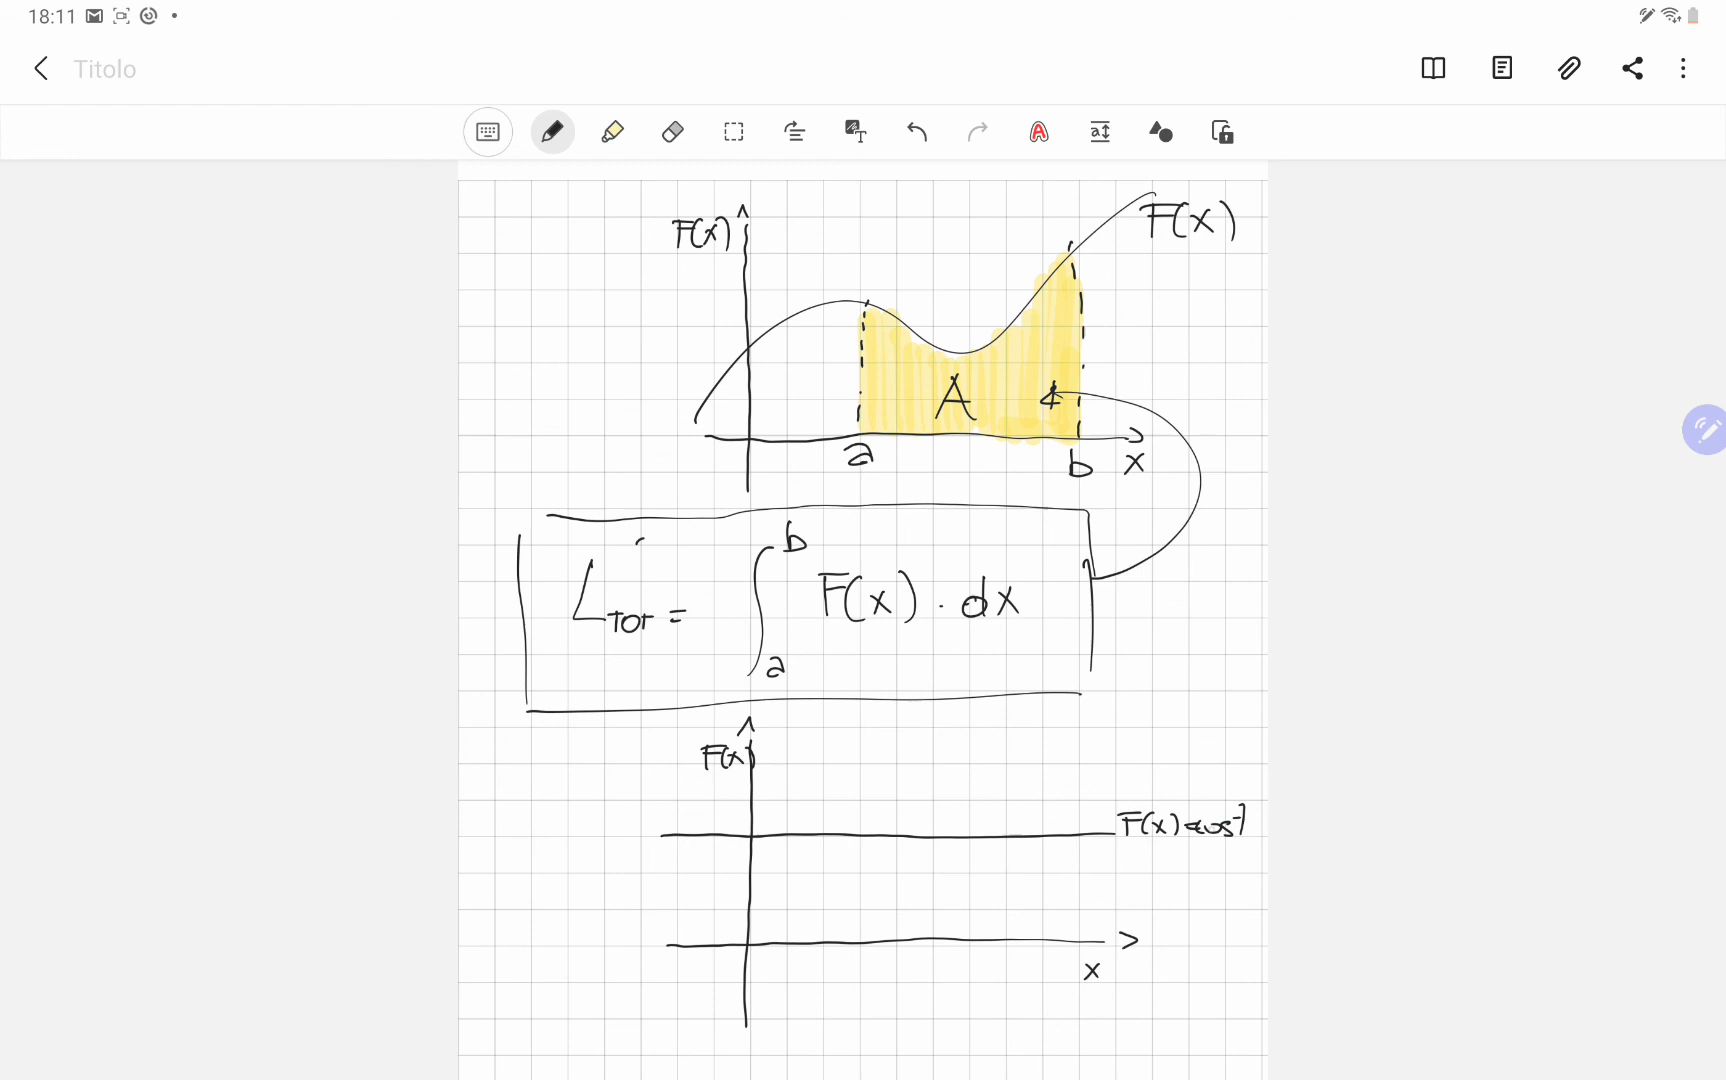 18:11
Titolo
F(x)
F(x)
A
a
b
x
L_TOT = ∫_a^b F(x) · dx
F(x)
F(x) = cost
x